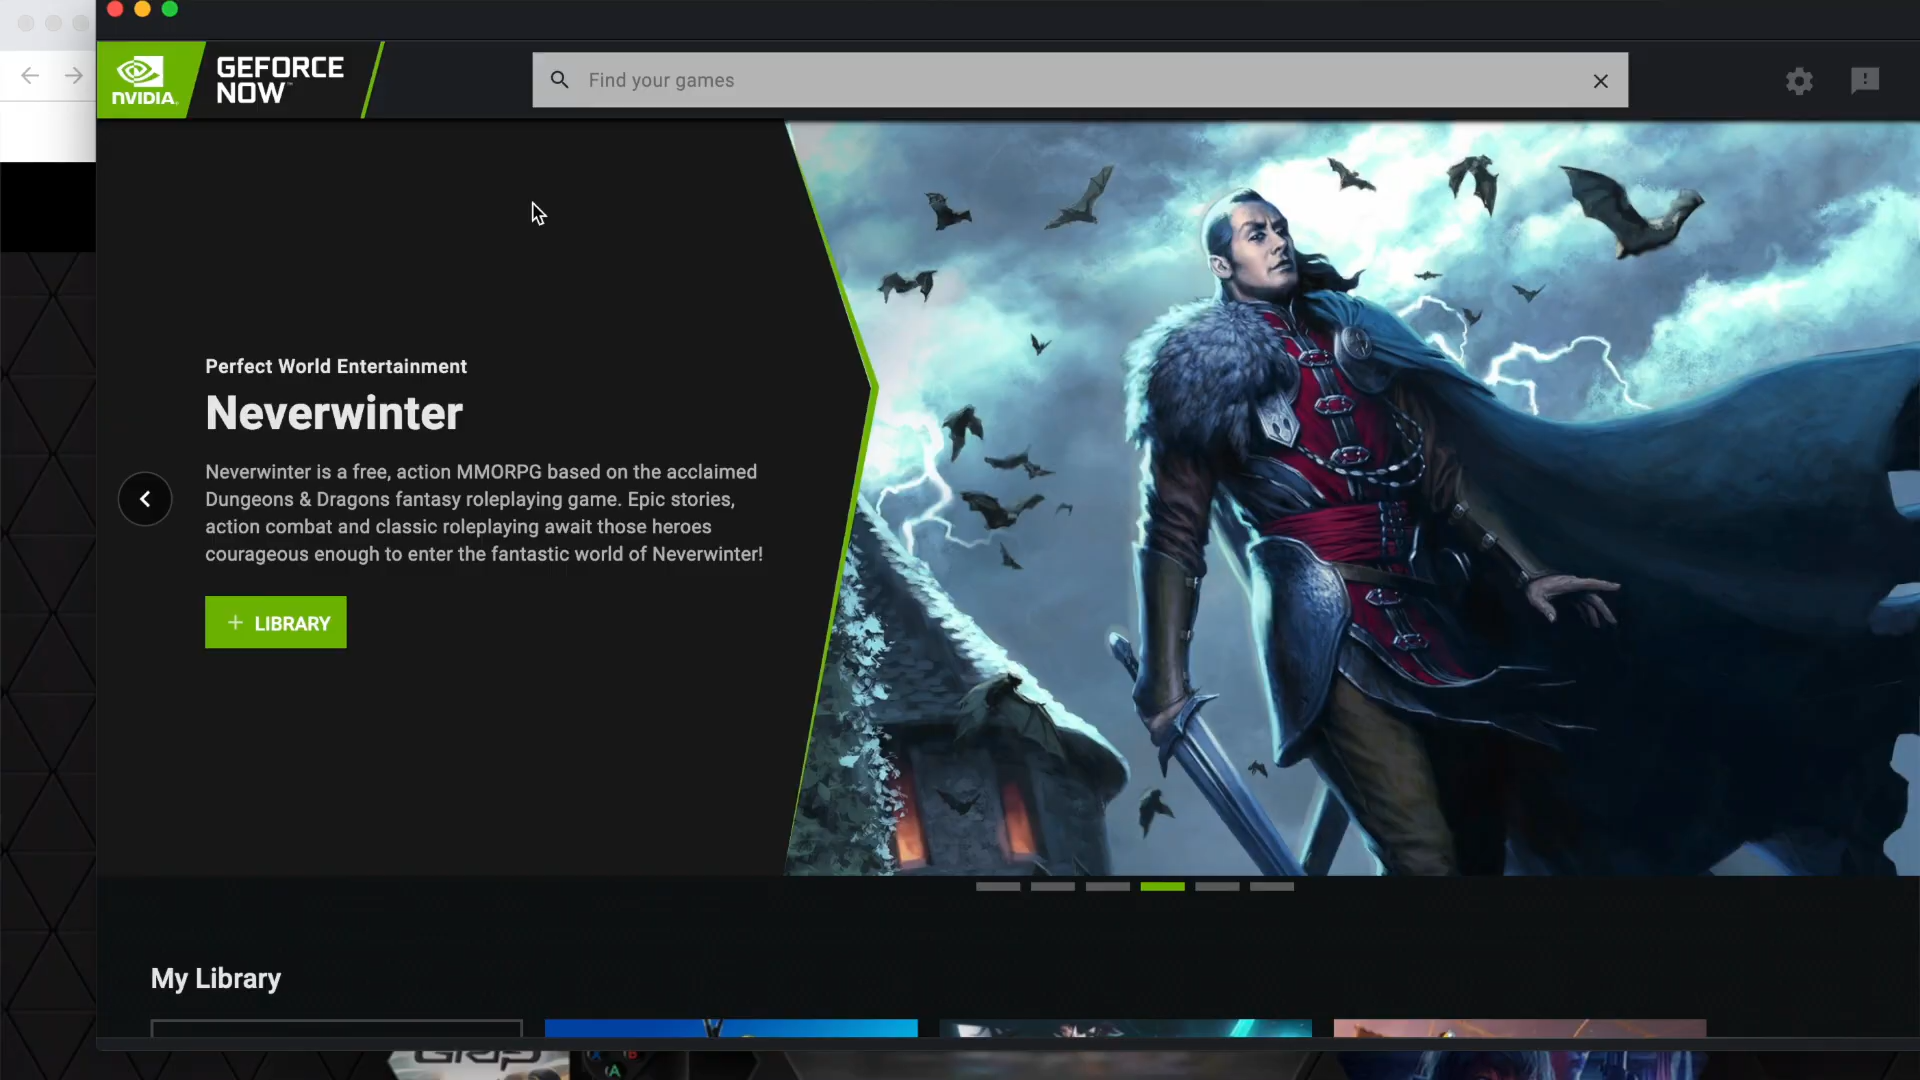 NVIDIA.
GEFORCE
NOW
Find your games
Perfect World Entertainment
Neverwinter
Neverwinter is a free, action MMORPG based on the acclaimed
Dungeons & Dragons fantasy roleplaying game. Epic stories,
action combat and classic roleplaying await those heroes
courageous enough to enter the fantastic world of Neverwinter!
+ LIBRARY
My Library
X B
A